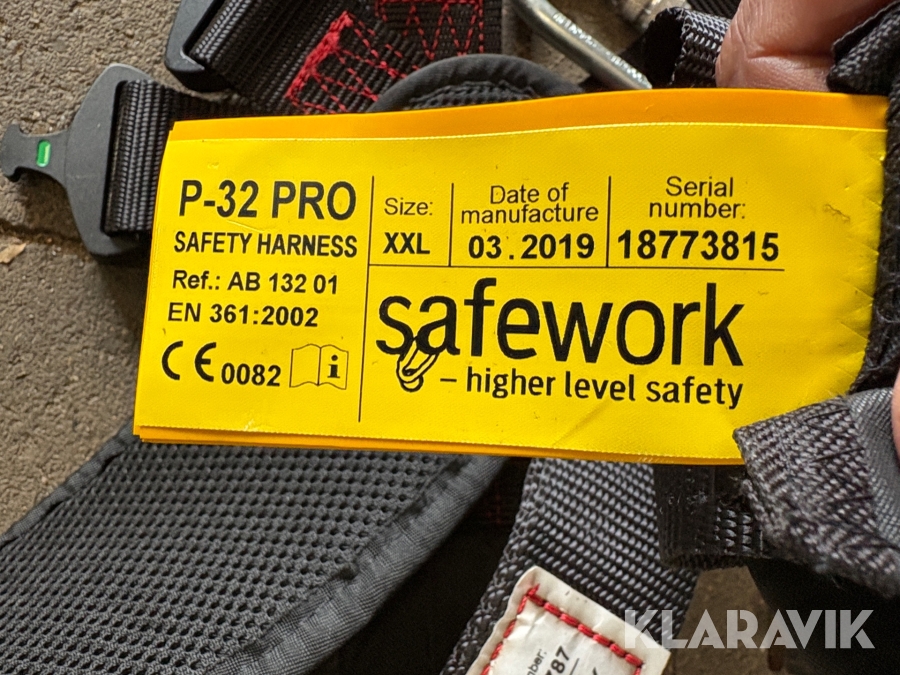 P-32 PRO
SAFETY HARNESS
Ref.: AB 132 01
EN 361:2002
CE 0082
i
Size:
XXL
Date of
manufacture
03.2019
Serial
number:
18773815
safework
– higher level safety
787
KLARAVIK